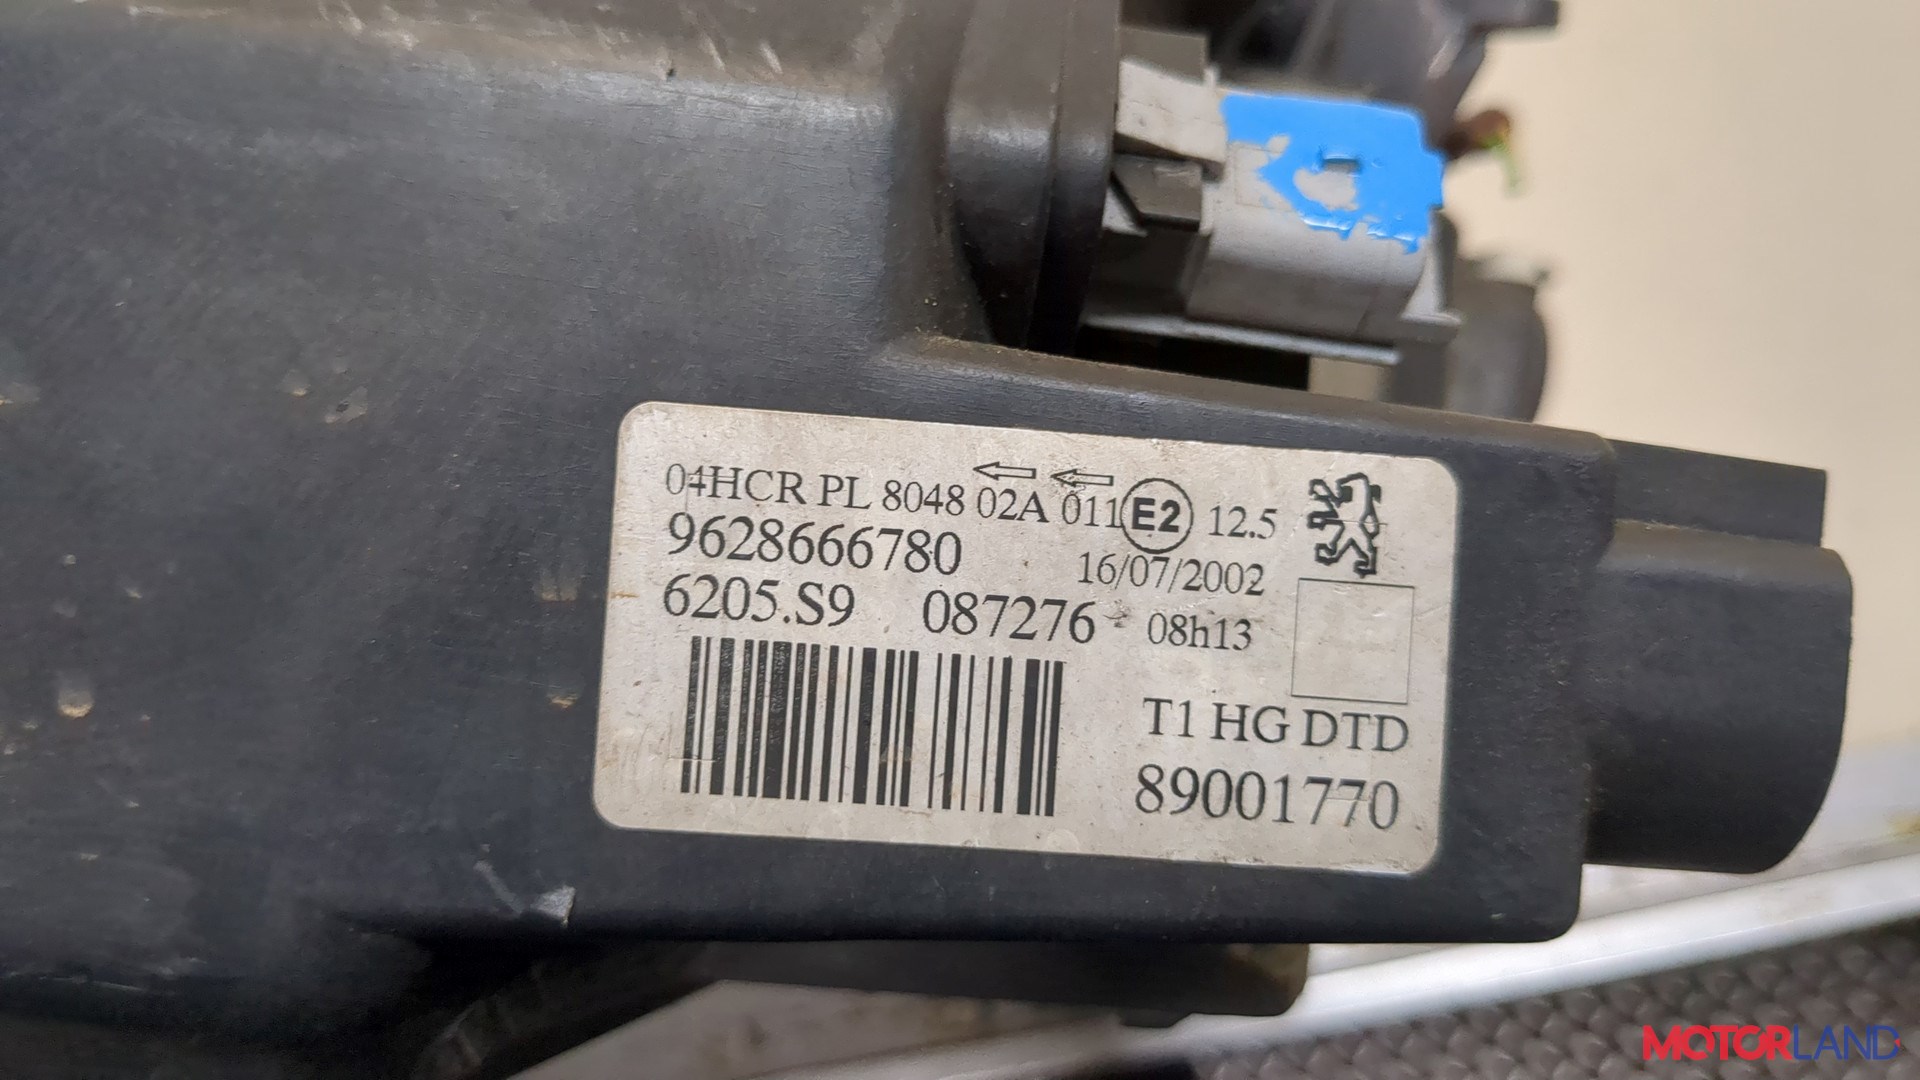 04HCR PL 8048 02A 011 E2 12.5
9628666780
16/07/2002
6205.S9 087276 08h13
T1 HG DTD
89001770
MOTORLAND